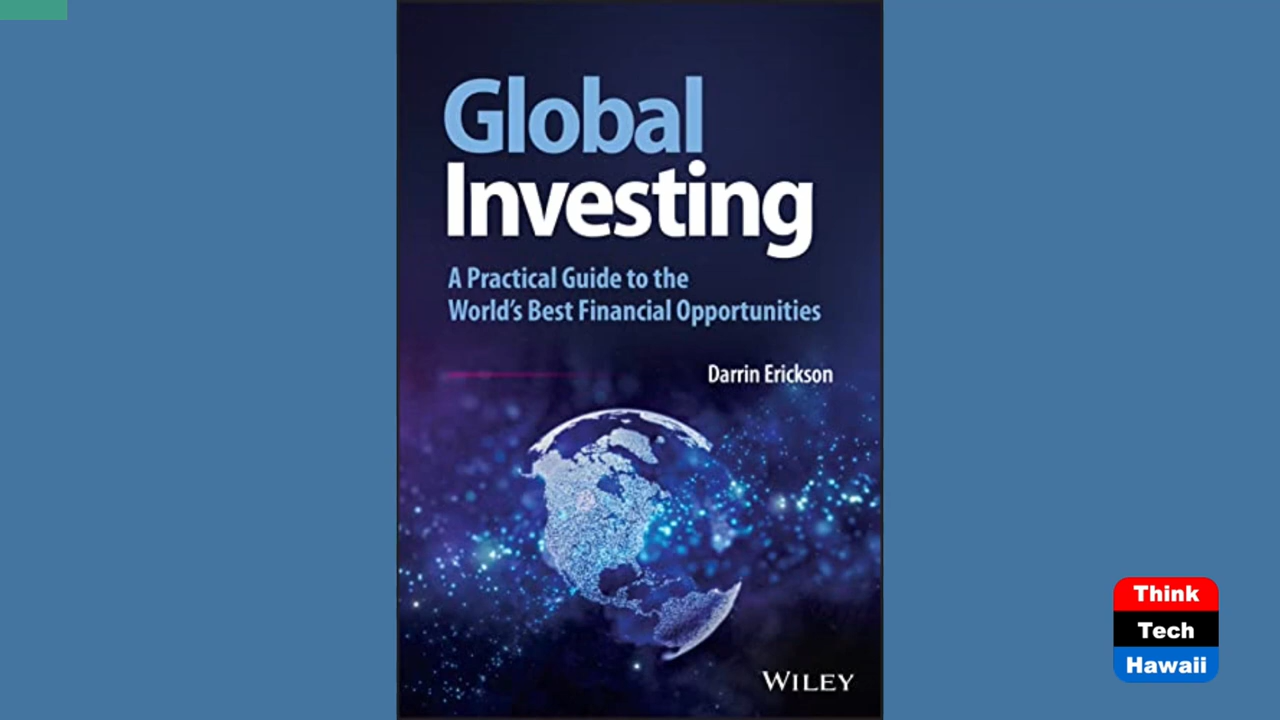 Global
Investing
A Practical Guide to the
World's Best Financial Opportunities
Darrin Erickson
WILEY
Think
Tech
Hawaii